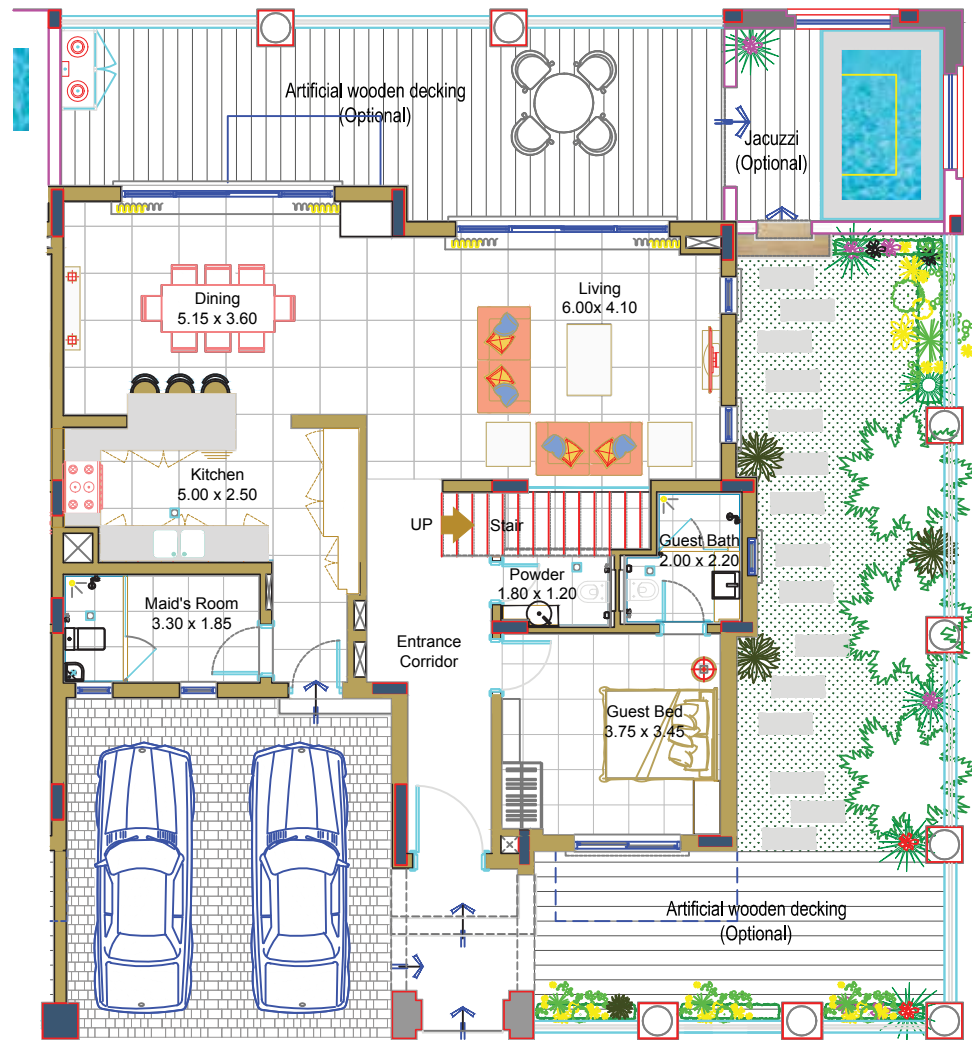 Artificial wooden decking
(Optional)
Jacuzzi
(Optional)
Dining
5.15 x 3.60
Living
6.00x 4.10
Kitchen
5.00 x 2.50
UP
Stair
Guest Bath
2.00 x 2.20
Powder
1.80 x 1.20
Maid's Room
3.30 x 1.85
Entrance
Corridor
Guest Bed
3.75 x 3.45
Artificial wooden decking
(Optional)